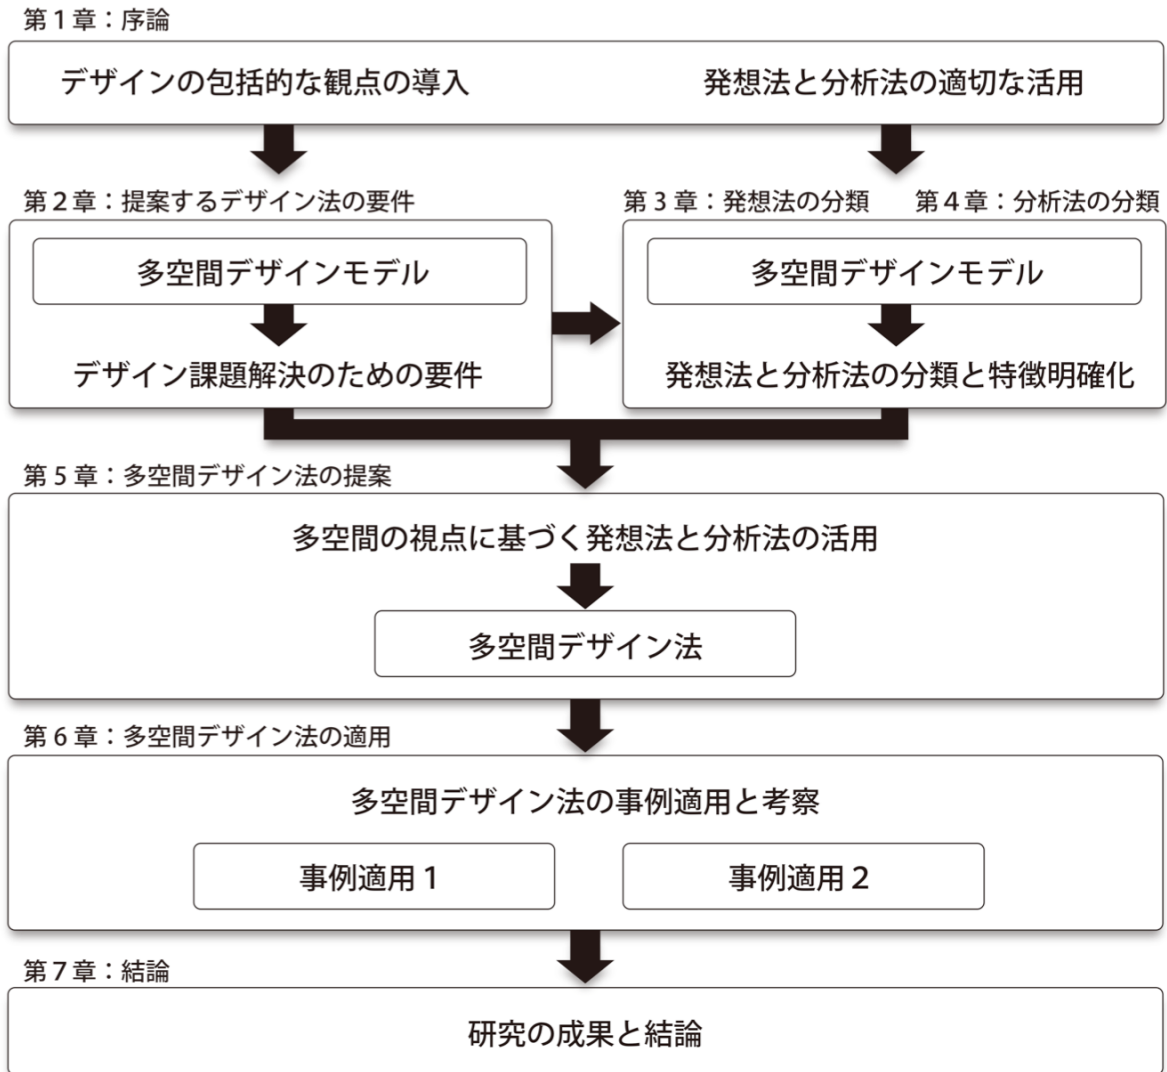 第1章：序論
デザインの包括的な観点の導入
発想法と分析法の適切な活用
第2章：提案するデザイン法の要件
多空間デザインモデル
デザイン課題解決のための要件
第3章：発想法の分類
第4章：分析法の分類
多空間デザインモデル
発想法と分析法の分類と特徴明確化
第5章：多空間デザイン法の提案
多空間の視点に基づく発想法と分析法の活用
多空間デザイン法
第6章：多空間デザイン法の適用
多空間デザイン法の事例適用と考察
事例適用1
事例適用2
第7章：結論
研究の成果と結論